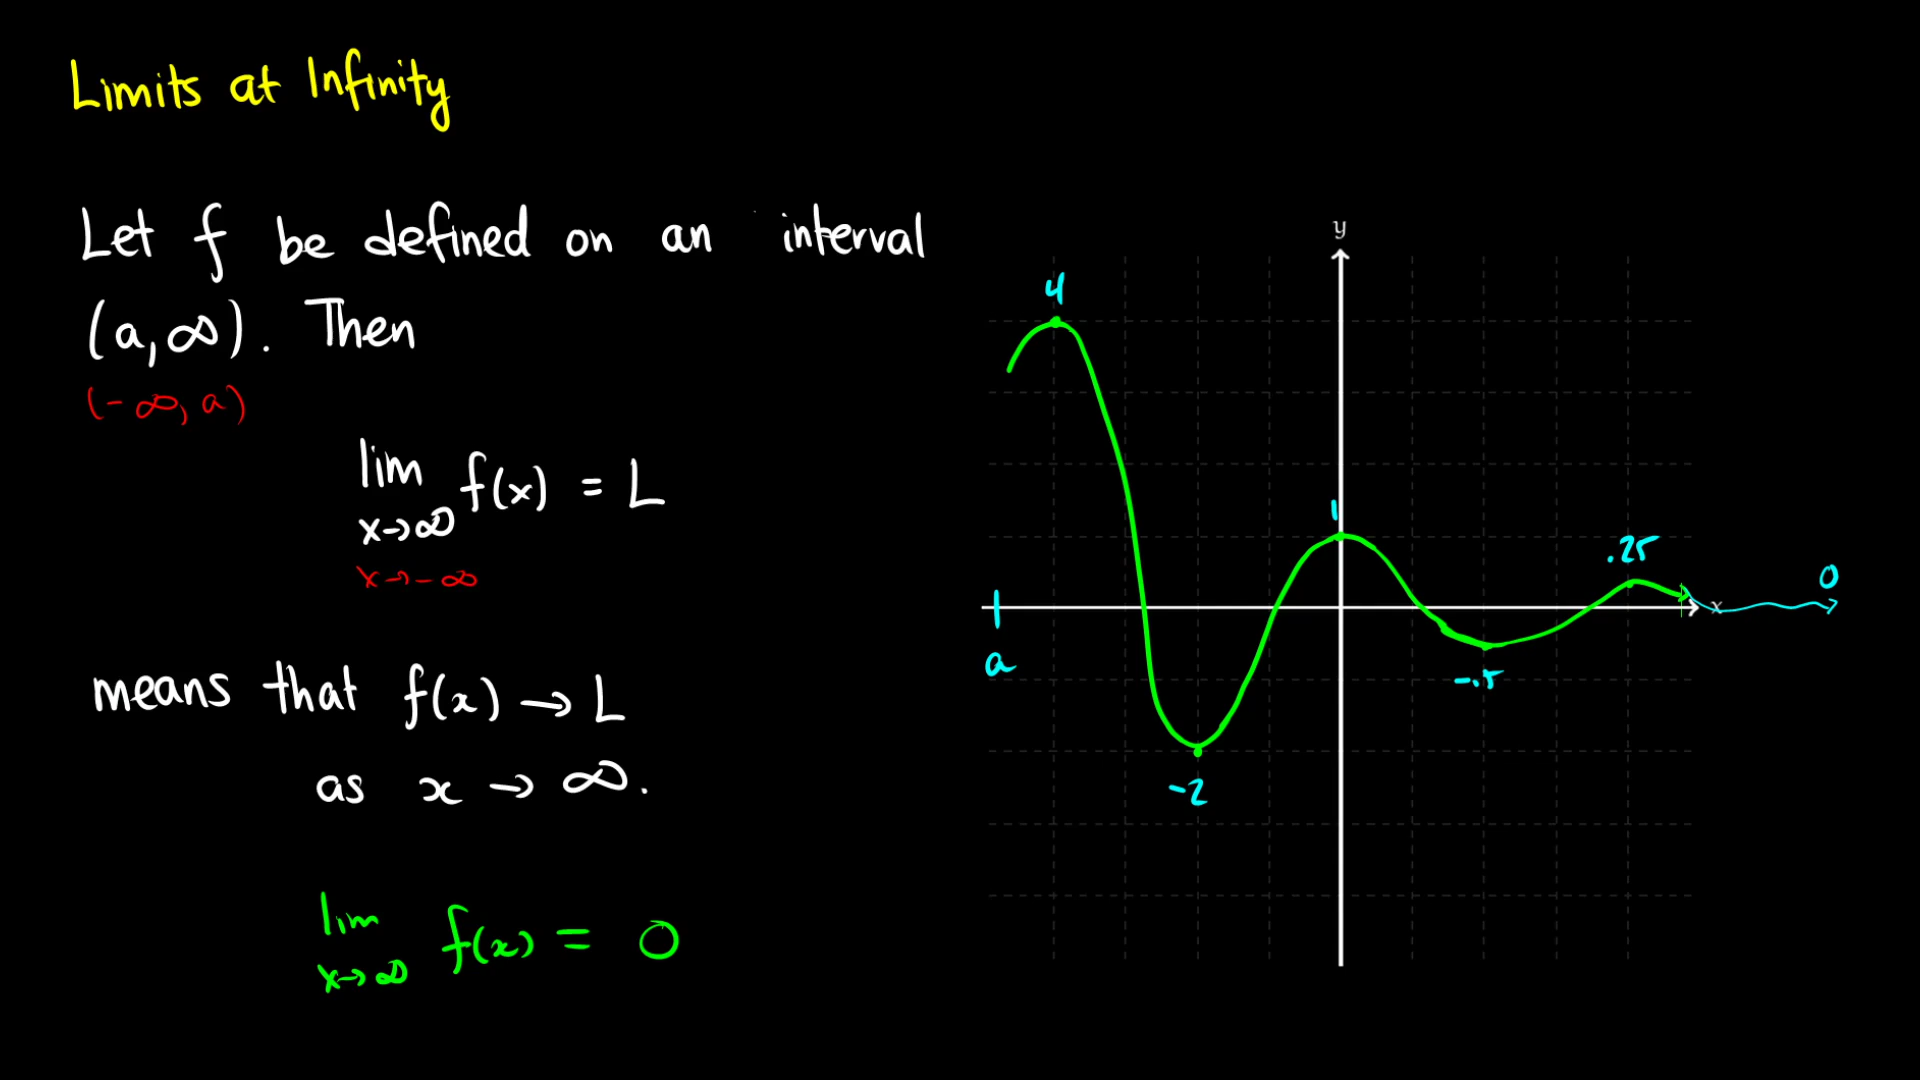 Limits at Infinity
Let f be defined on an interval
(a, ∞). Then
(-∞, a)
lim f(x) = L
x→∞
x→-∞
means that f(x) → L
as x → ∞.
lim f(x) = 0
x→∞
y
4
1
.25
0
x
a
-.5
-2